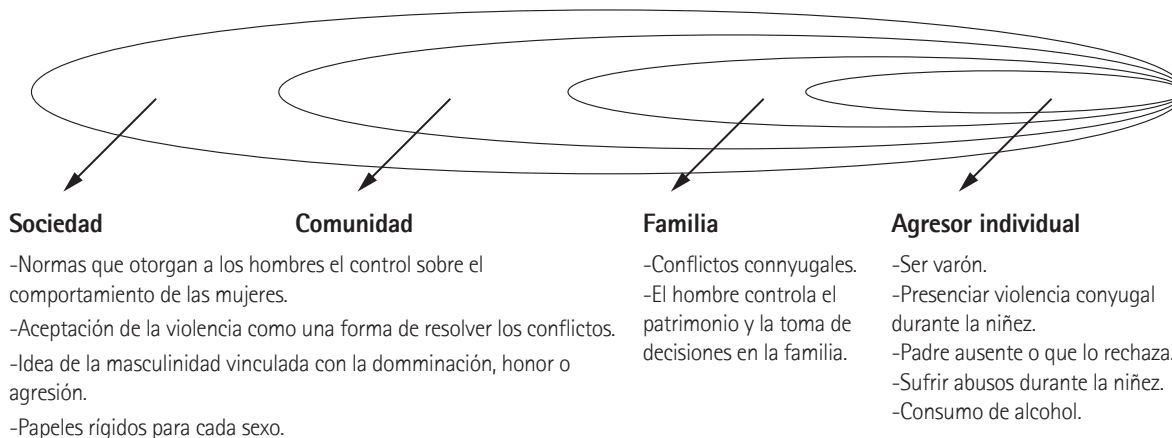 Sociedad
Comunidad
Familia
Agresor individual
-Normas que otorgan a los hombres el control sobre el
comportamiento de las mujeres.
-Aceptación de la violencia como una forma de resolver los conflictos.
-Idea de la masculinidad vinculada con la domminación, honor o
agresión.
-Papeles rígidos para cada sexo.
-Conflictos connyugales.
-El hombre controla el
patrimonio y la toma de
decisiones en la familia.
-Ser varón.
-Presenciar violencia conyugal
durante la niñez.
-Padre ausente o que lo rechaza.
-Sufrir abusos durante la niñez.
-Consumo de alcohol.